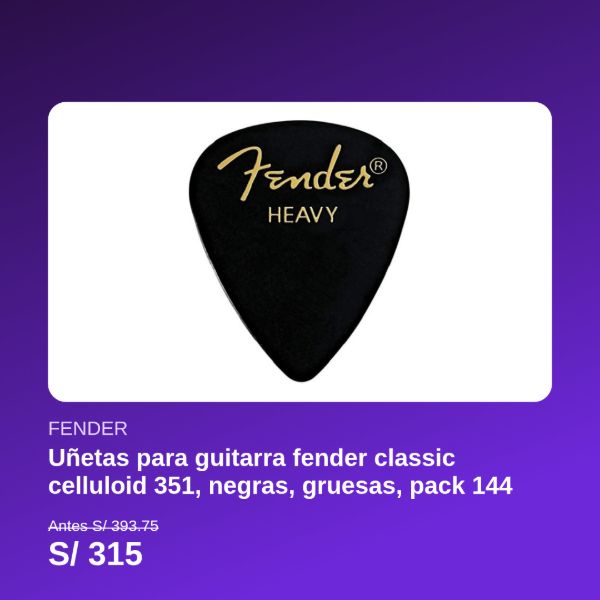 Fender®
HEAVY
FENDER
Uñetas para guitarra fender classic
celluloid 351, negras, gruesas, pack 144
Antes S/ 393.75
S/ 315